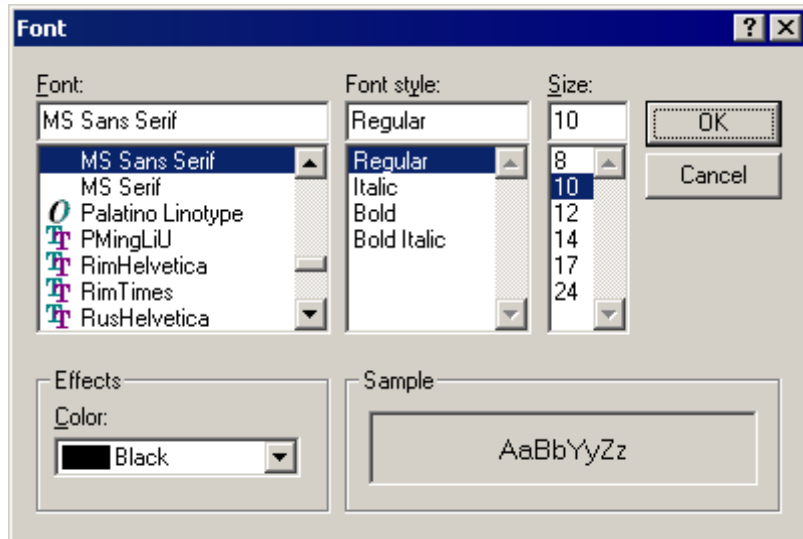 Font
Font:
MS Sans Serif
MS Sans Serif
MS Serif
Palatino Linotype
PMingLiU
RimHelvetica
RimTimes
RusHelvetica
Font style:
Regular
Regular
Italic
Bold
Bold Italic
Size:
10
8
10
12
14
17
24
OK
Cancel
Effects
Color:
Black
Sample
AaBbYyZz